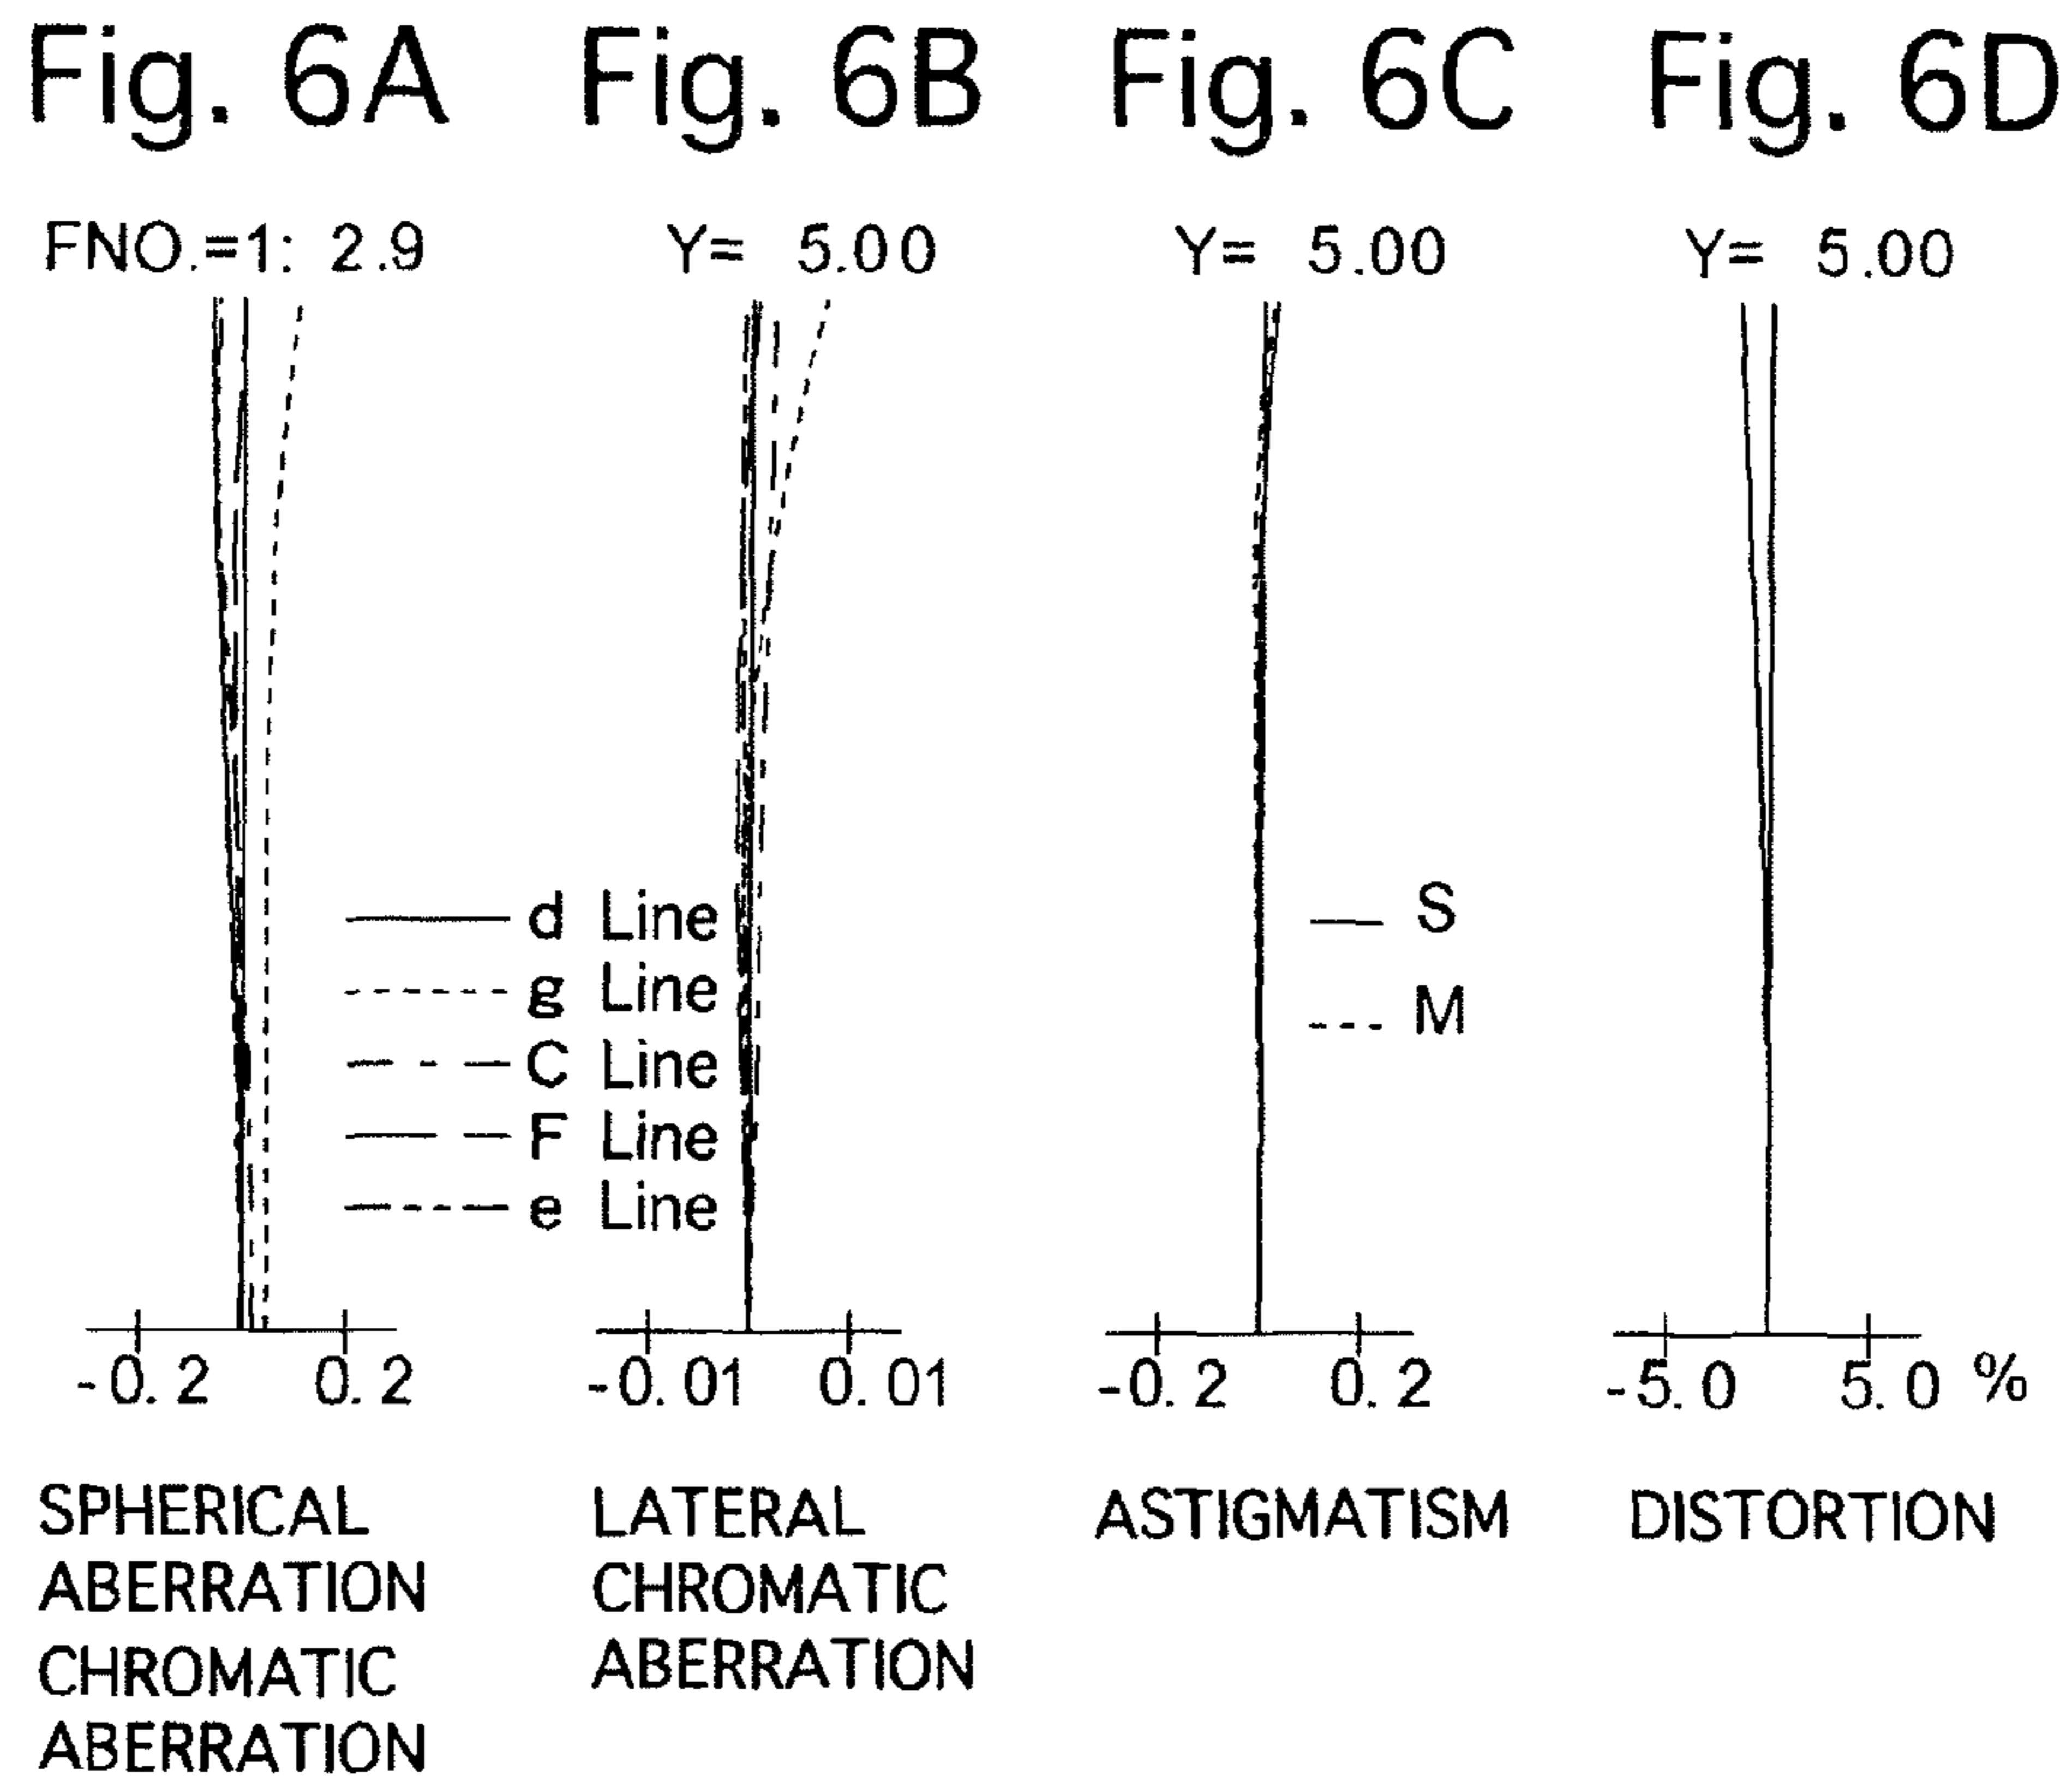 Fig. 6A Fig. 6B Fig. 6C Fig. 6D
FNO.=1: 2.9 Y= 5.00 Y= 5.00 Y= 5.00
d Line
g Line
C Line
F Line
e Line
S
M
-0.2 0.2 -0.01 0.01 -0.2 0.2 -5.0 5.0 %
SPHERICAL
ABERRATION
CHROMATIC
ABERRATION
LATERAL
CHROMATIC
ABERRATION
ASTIGMATISM
DISTORTION